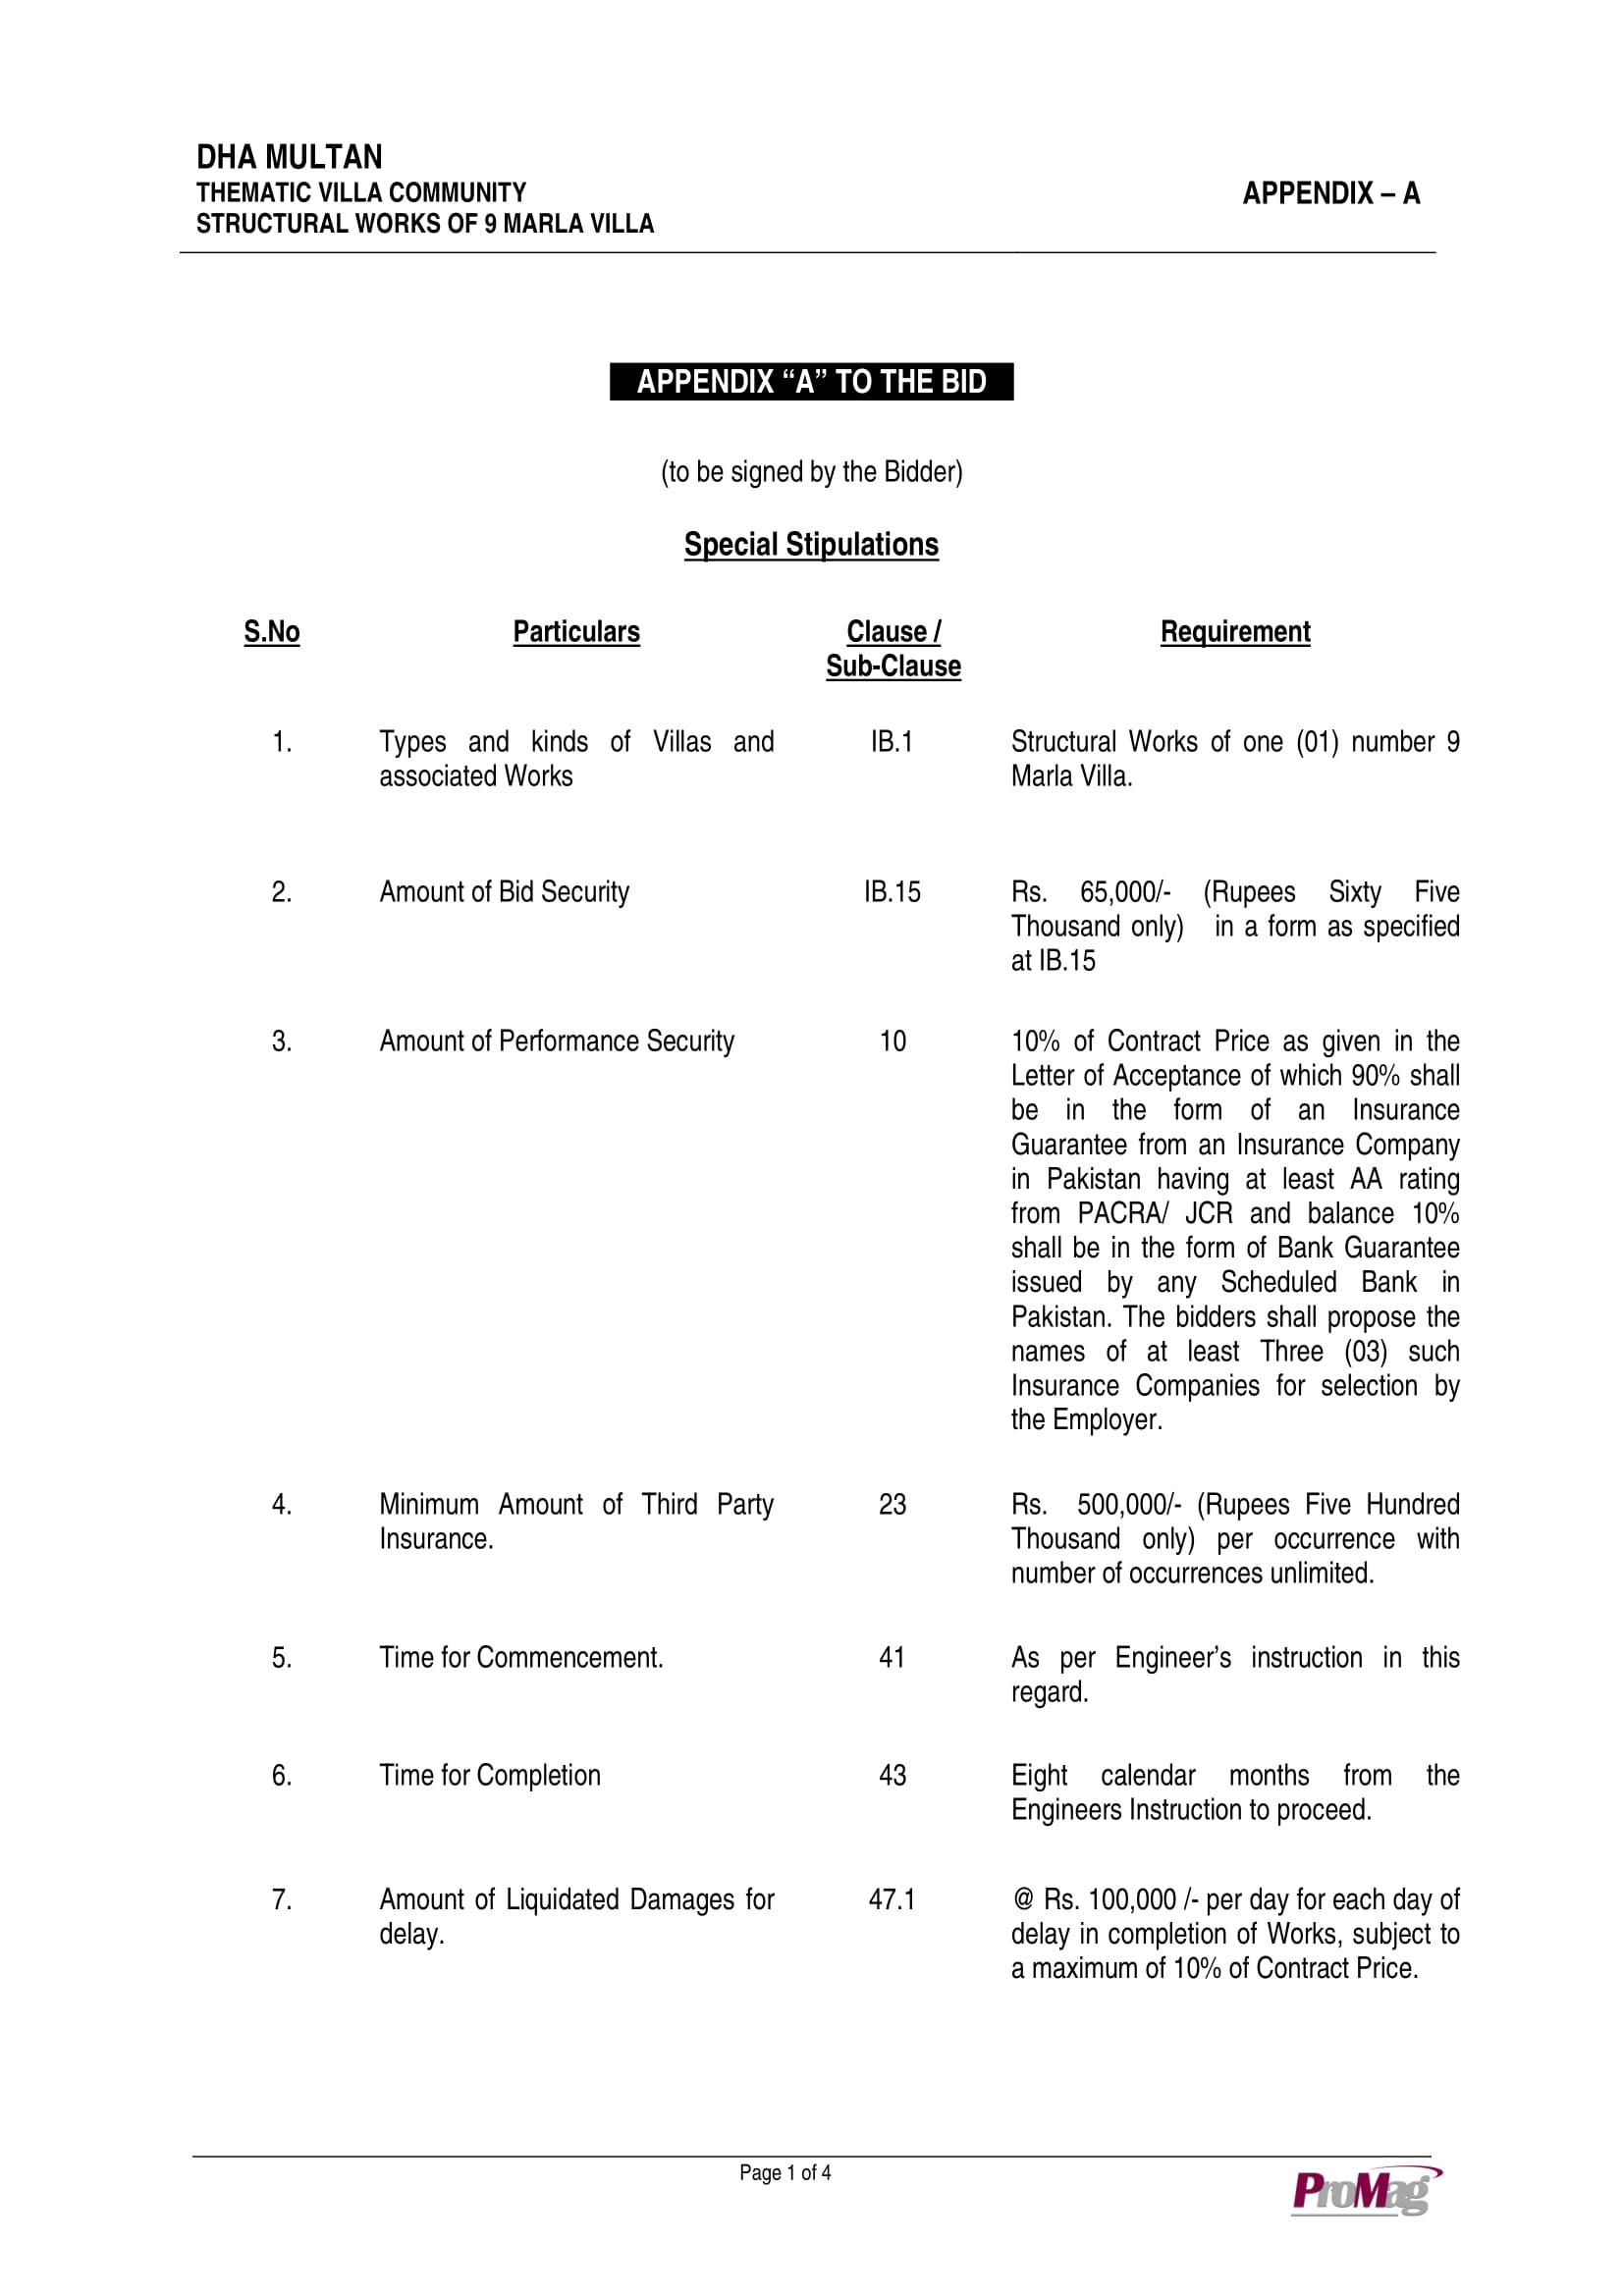 DHA MULTAN
THEMATIC VILLA COMMUNITY
APPENDIX – A
STRUCTURAL WORKS OF 9 MARLA VILLA
APPENDIX “A” TO THE BID
(to be signed by the Bidder)
Special Stipulations
S.No Particulars Clause / Requirement
Sub-Clause
1. Types and kinds of Villas and IB.1 Structural Works of one (01) number 9
associated Works Marla Villa.
2. Amount of Bid Security IB.15 Rs. 65,000/- (Rupees Sixty Five
Thousand only) in a form as specified
at IB.15
3. Amount of Performance Security 10 10% of Contract Price as given in the
Letter of Acceptance of which 90% shall
be in the form of an Insurance
Guarantee from an Insurance Company
in Pakistan having at least AA rating
from PACRA/ JCR and balance 10%
shall be in the form of Bank Guarantee
issued by any Scheduled Bank in
Pakistan. The bidders shall propose the
names of at least Three (03) such
Insurance Companies for selection by
the Employer.
4. Minimum Amount of Third Party 23 Rs. 500,000/- (Rupees Five Hundred
Insurance. Thousand only) per occurrence with
number of occurrences unlimited.
5. Time for Commencement. 41 As per Engineer’s instruction in this
regard.
6. Time for Completion 43 Eight calendar months from the
Engineers Instruction to proceed.
7. Amount of Liquidated Damages for 47.1 @ Rs. 100,000 /- per day for each day of
delay. delay in completion of Works, subject to
a maximum of 10% of Contract Price.
Page 1 of 4
ProMag